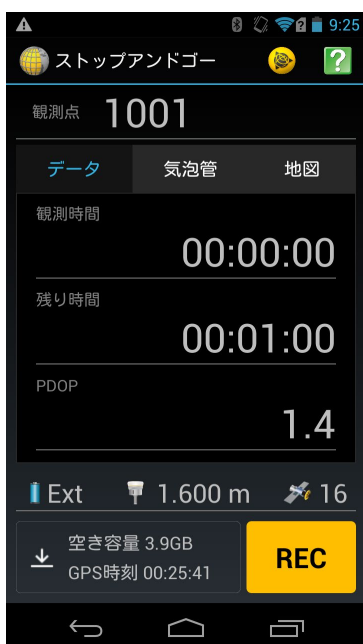 9:25
ストップアンドゴー
観測点 1001
データ 気泡管 地図
観測時間
00:00:00
残り時間
00:01:00
PDOP
1.4
Ext 1.600 m 16
空き容量 3.9GB
GPS時刻 00:25:41
REC